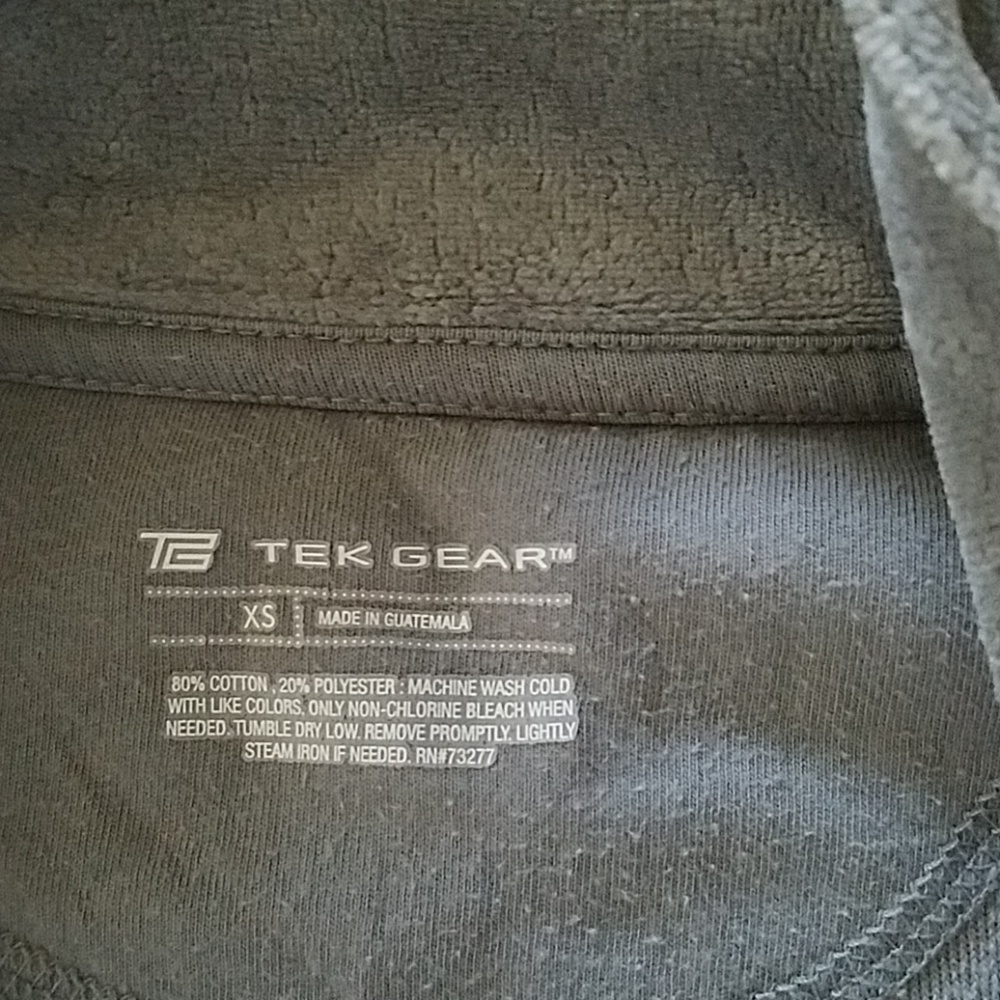 TE TEK GEAR™
XS MADE IN GUATEMALA
80% COTTON , 20% POLYESTER : MACHINE WASH COLD
WITH LIKE COLORS. ONLY NON-CHLORINE BLEACH WHEN
NEEDED. TUMBLE DRY LOW. REMOVE PROMPTLY. LIGHTLY
STEAM IRON IF NEEDED. RN#73277